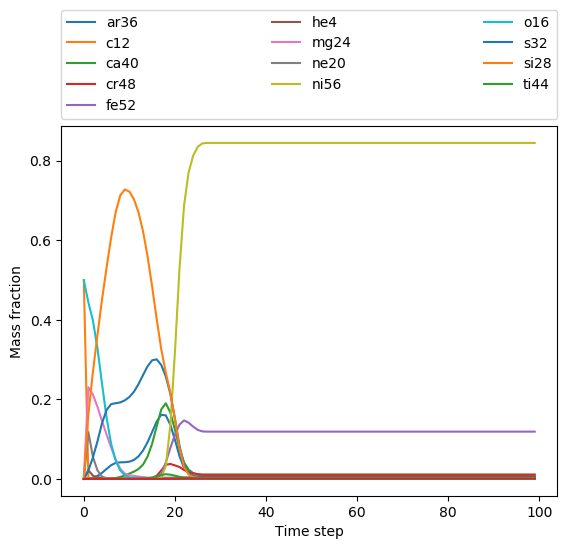 ar36 he4 o16
c12 mg24 s32
ca40 ne20 si28
cr48 ni56 ti44
fe52
0.8
0.6
0.4
0.2
0.0
Mass fraction
0 20 40 60 80 100
Time step